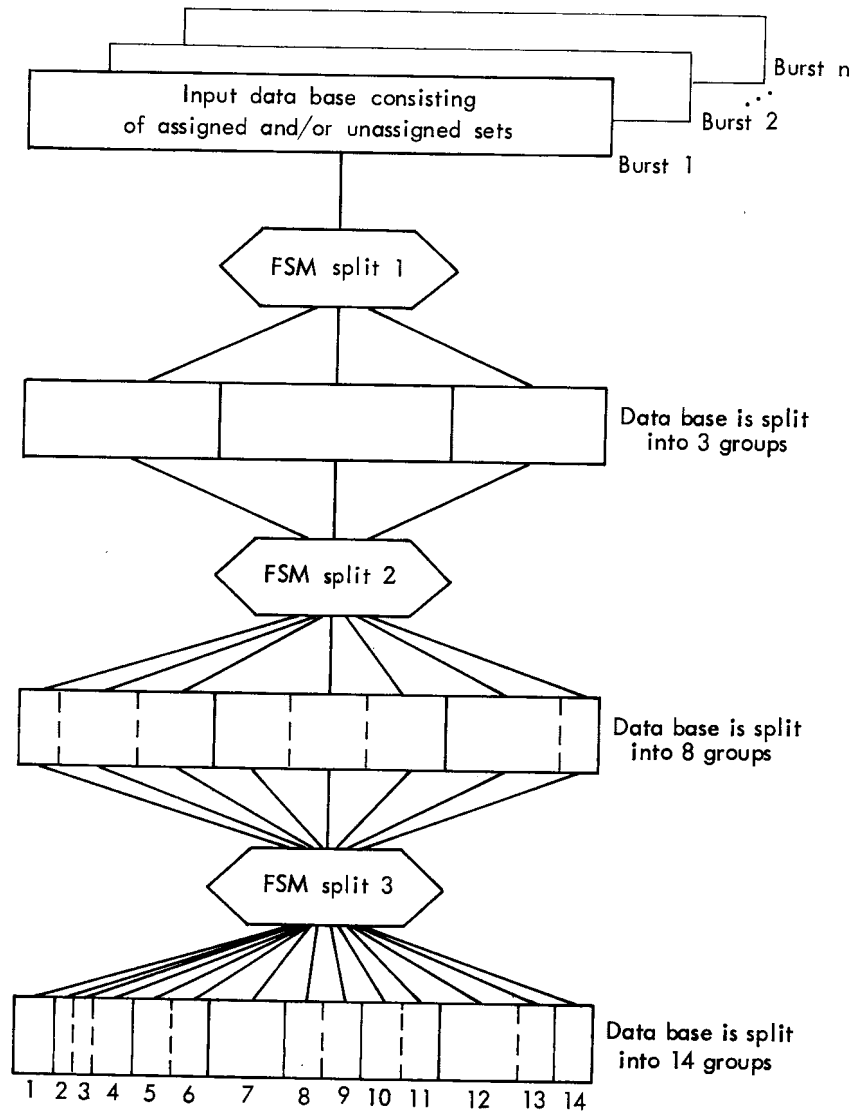 Burst n
Input data base consisting
of assigned and/or unassigned sets
Burst 2
Burst 1
FSM split 1
Data base is split
into 3 groups
FSM split 2
Data base is split
into 8 groups
FSM split 3
Data base is split
into 14 groups
1 2 3 4 5 6 7 8 9 10 11 12 13 14